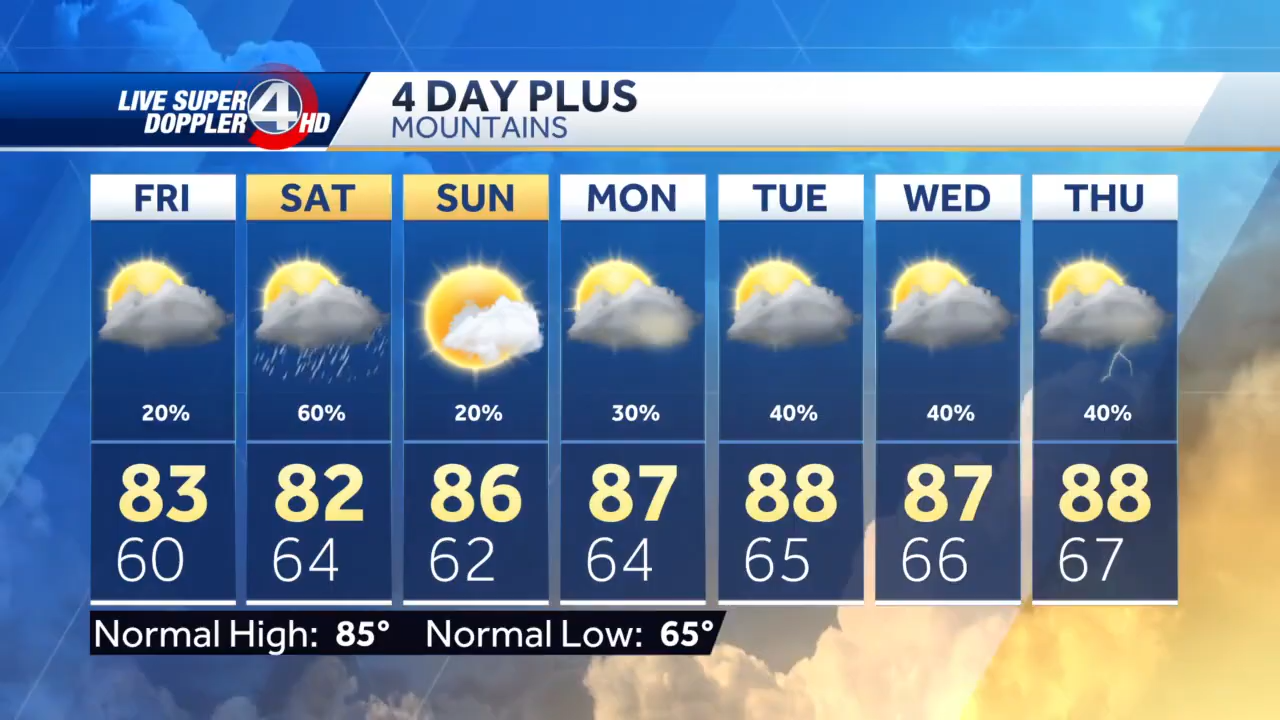 LIVE SUPER
DOPPLER 4 HD
4 DAY PLUS
MOUNTAINS
FRI SAT SUN MON TUE WED THU
20% 60% 20% 30% 40% 40% 40%
83 82 86 87 88 87 88
60 64 62 64 65 66 67
Normal High: 85° Normal Low: 65°